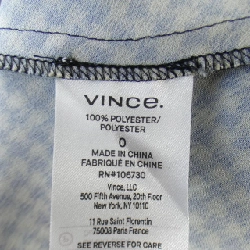 VINCE.
100% POLYESTER/
POLYESTER
0
MADE IN CHINA
FABRIQUÉ EN CHINE
RN#106730
Vince, LLC
500 Fifth Avenue, 20th Floor
New York, NY 10110
11 Rue Saint Florentin
75008 Paris France
SEE REVERSE FOR CARE